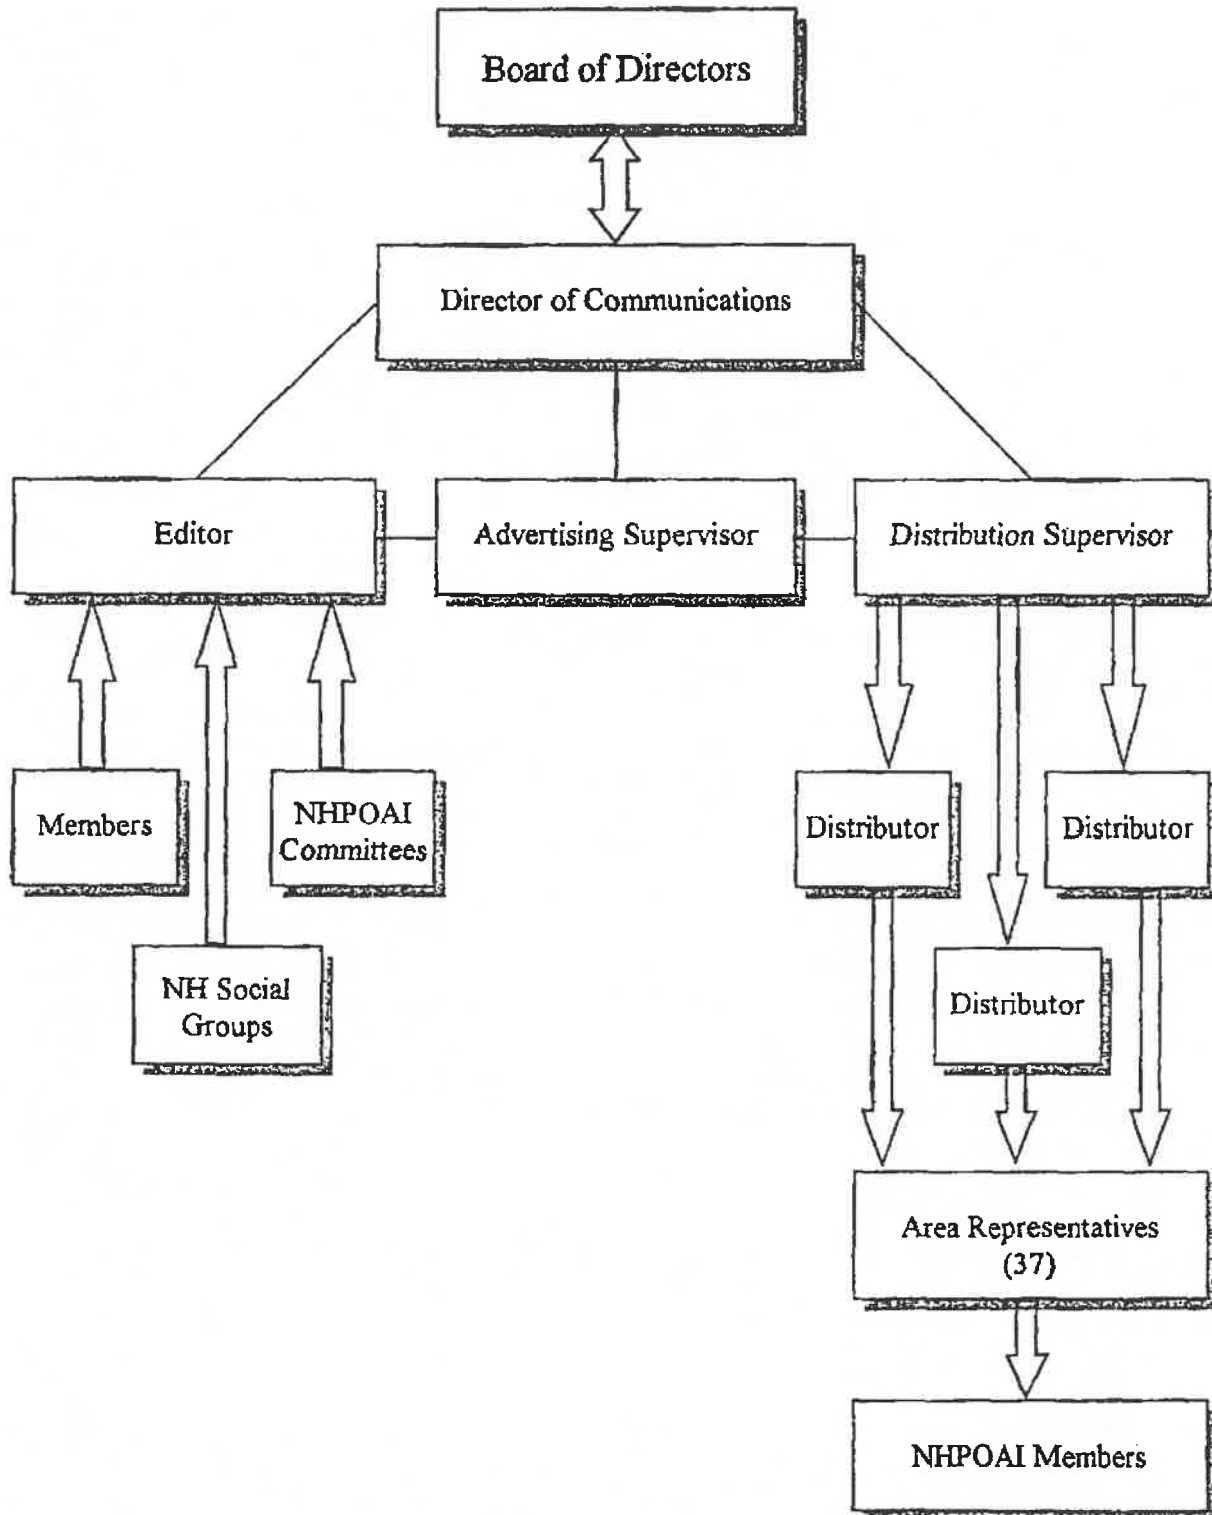 Board of Directors
Director of Communications
Editor
Advertising Supervisor
Distribution Supervisor
Members
NHPOAI
Committees
Distributor
Distributor
NH Social
Groups
Distributor
Area Representatives
(37)
NHPOAI Members